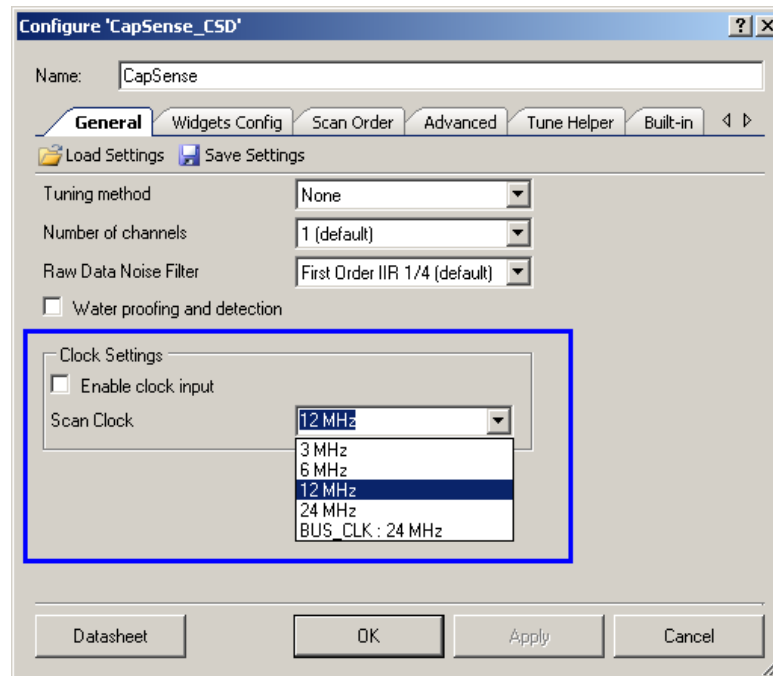 Configure 'CapSense_CSD'
Name: CapSense
General Widgets Config Scan Order Advanced Tune Helper Built-in
Load Settings Save Settings
Tuning method None
Number of channels 1 (default)
Raw Data Noise Filter First Order IIR 1/4 (default)
Water proofing and detection
Clock Settings
Enable clock input
Scan Clock 12 MHz
3 MHz
6 MHz
12 MHz
24 MHz
BUS_CLK : 24 MHz
Datasheet OK Apply Cancel